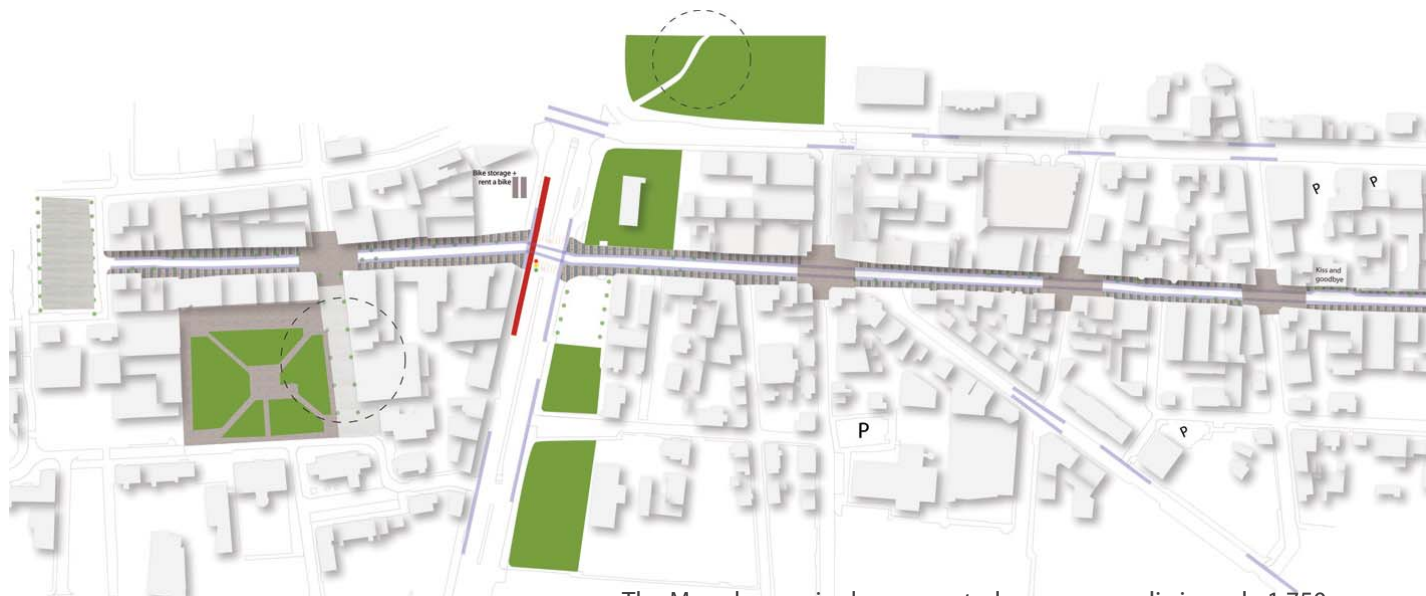 Bike storage +
rent a bike
P
P
Kiss and
goodbye
P
P